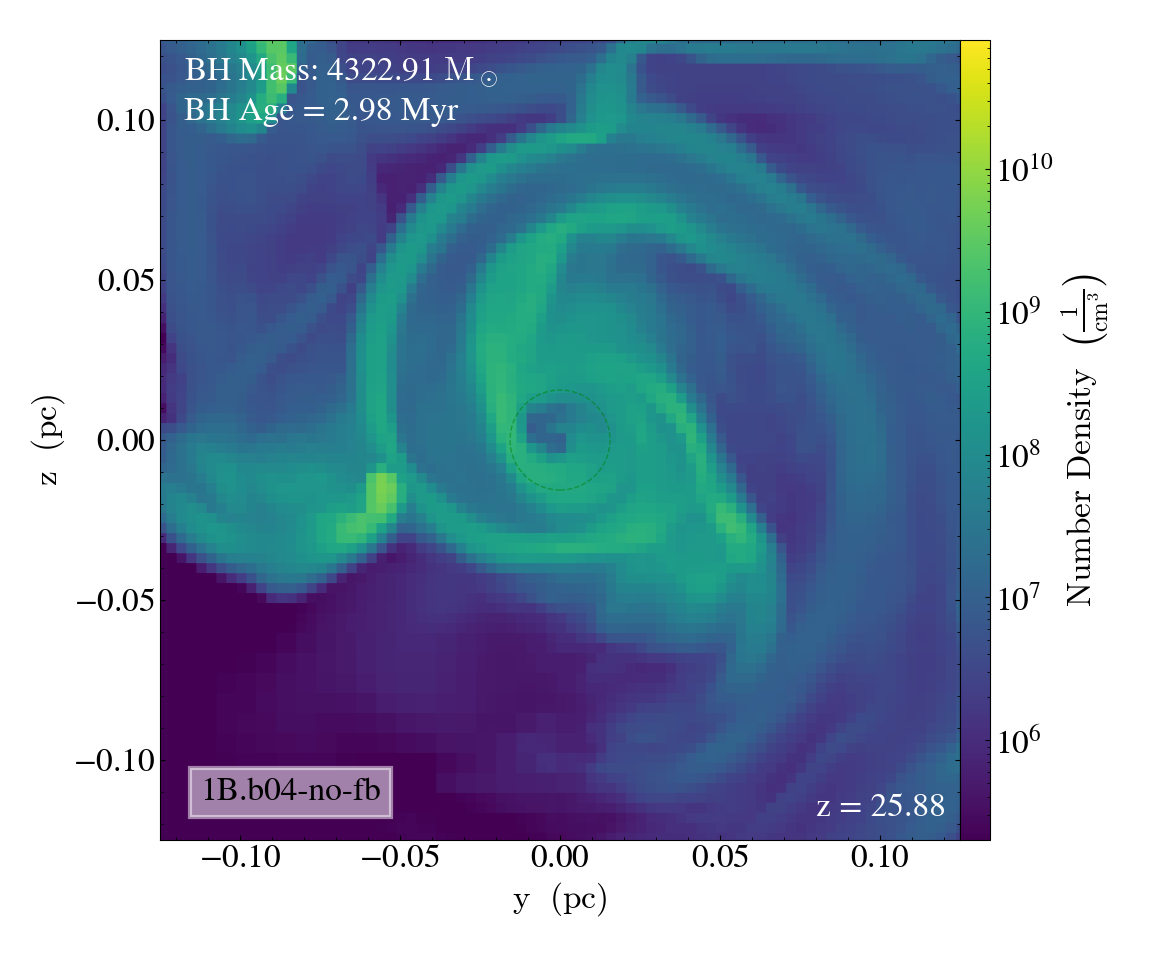 BH Mass: 4322.91 M⊙
BH Age = 2.98 Myr
0.10
0.05
0.00
−0.05
−0.10
z (pc)
1B.b04-no-fb
z = 25.88
−0.10 −0.05 0.00 0.05 0.10
y (pc)
10^10
10^9
10^8
10^7
10^6
Number Density (1/cm^3)